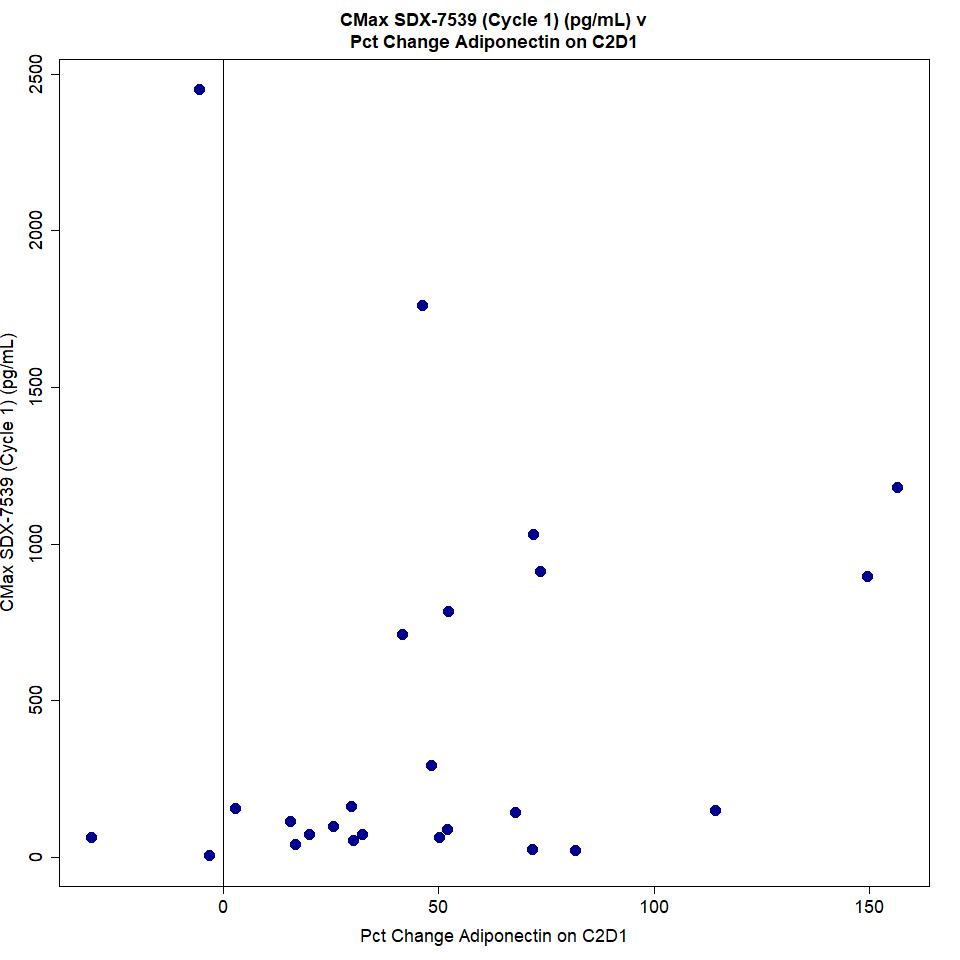 CMax SDX-7539 (Cycle 1) (pg/mL) v
Pct Change Adiponectin on C2D1
2500
2000
1500
1000
500
0
CMax SDX-7539 (Cycle 1) (pg/mL)
0
50
100
150
Pct Change Adiponectin on C2D1